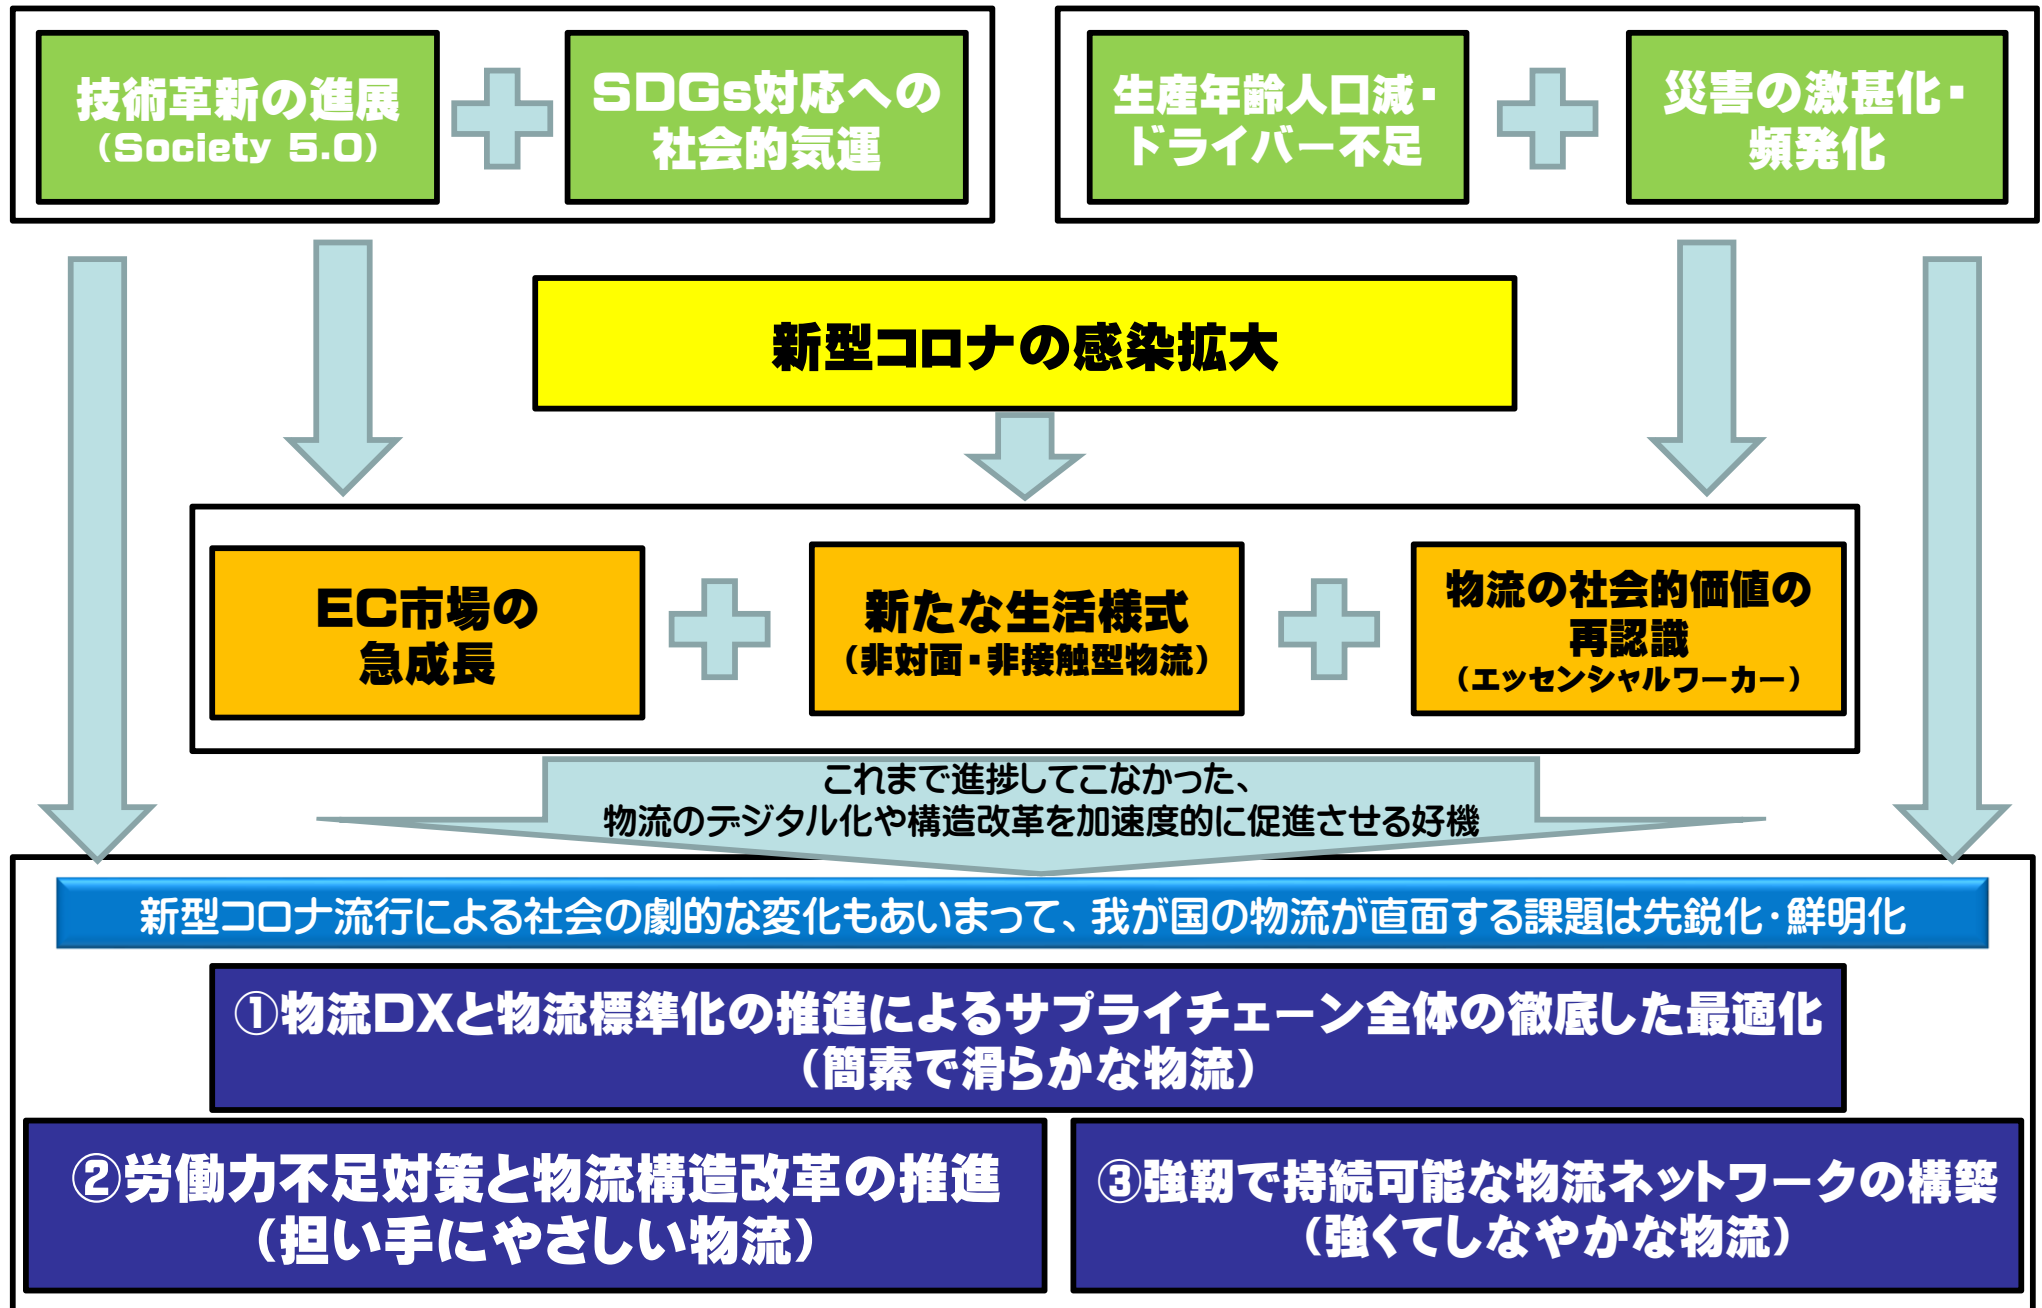 技術革新の進展
(Society 5.0)
SDGs対応への
社会的気運
生産年齢人口減・
ドライバー不足
災害の激甚化・
頻発化
新型コロナの感染拡大
EC市場の
急成長
新たな生活様式
(非対面・非接触型物流)
物流の社会的価値の
再認識
(エッセンシャルワーカー)
これまで進捗してこなかった、
物流のデジタル化や構造改革を加速度的に促進させる好機
新型コロナ流行による社会の劇的な変化もあいまって、我が国の物流が直面する課題は先鋭化・鮮明化
①物流DXと物流標準化の推進によるサプライチェーン全体の徹底した最適化
(簡素で滑らかな物流)
②労働力不足対策と物流構造改革の推進
(担い手にやさしい物流)
③強靭で持続可能な物流ネットワークの構築
(強くてしなやかな物流)